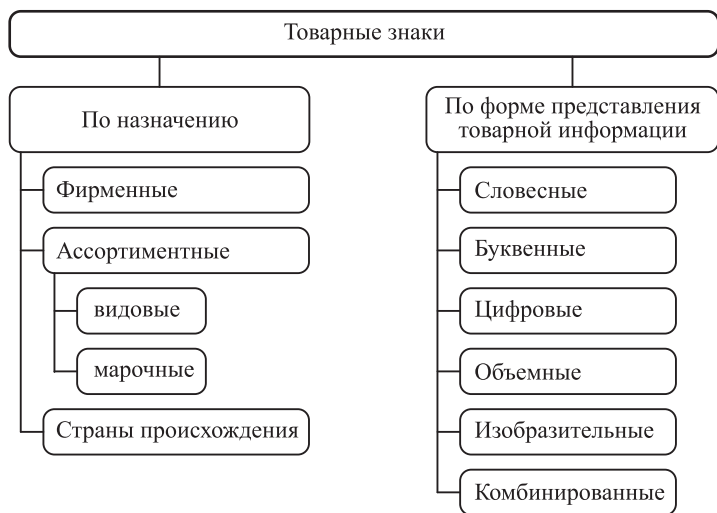 Товарные знаки
По назначению
Фирменные
Ассортиментные
видовые
марочные
Страны происхождения
По форме представления
товарной информации
Словесные
Буквенные
Цифровые
Объемные
Изобразительные
Комбинированные